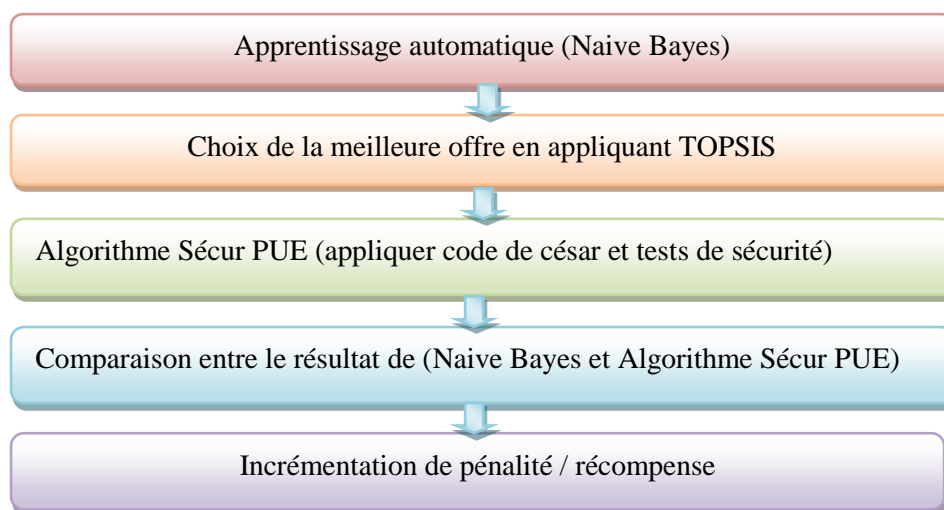 Apprentissage automatique (Naive Bayes)
Choix de la meilleure offre en appliquant TOPSIS
Algorithme Sécur PUE (appliquer code de césar et tests de sécurité)
Comparaison entre le résultat de (Naive Bayes et Algorithme Sécur PUE)
Incrémentation de pénalité / récompense